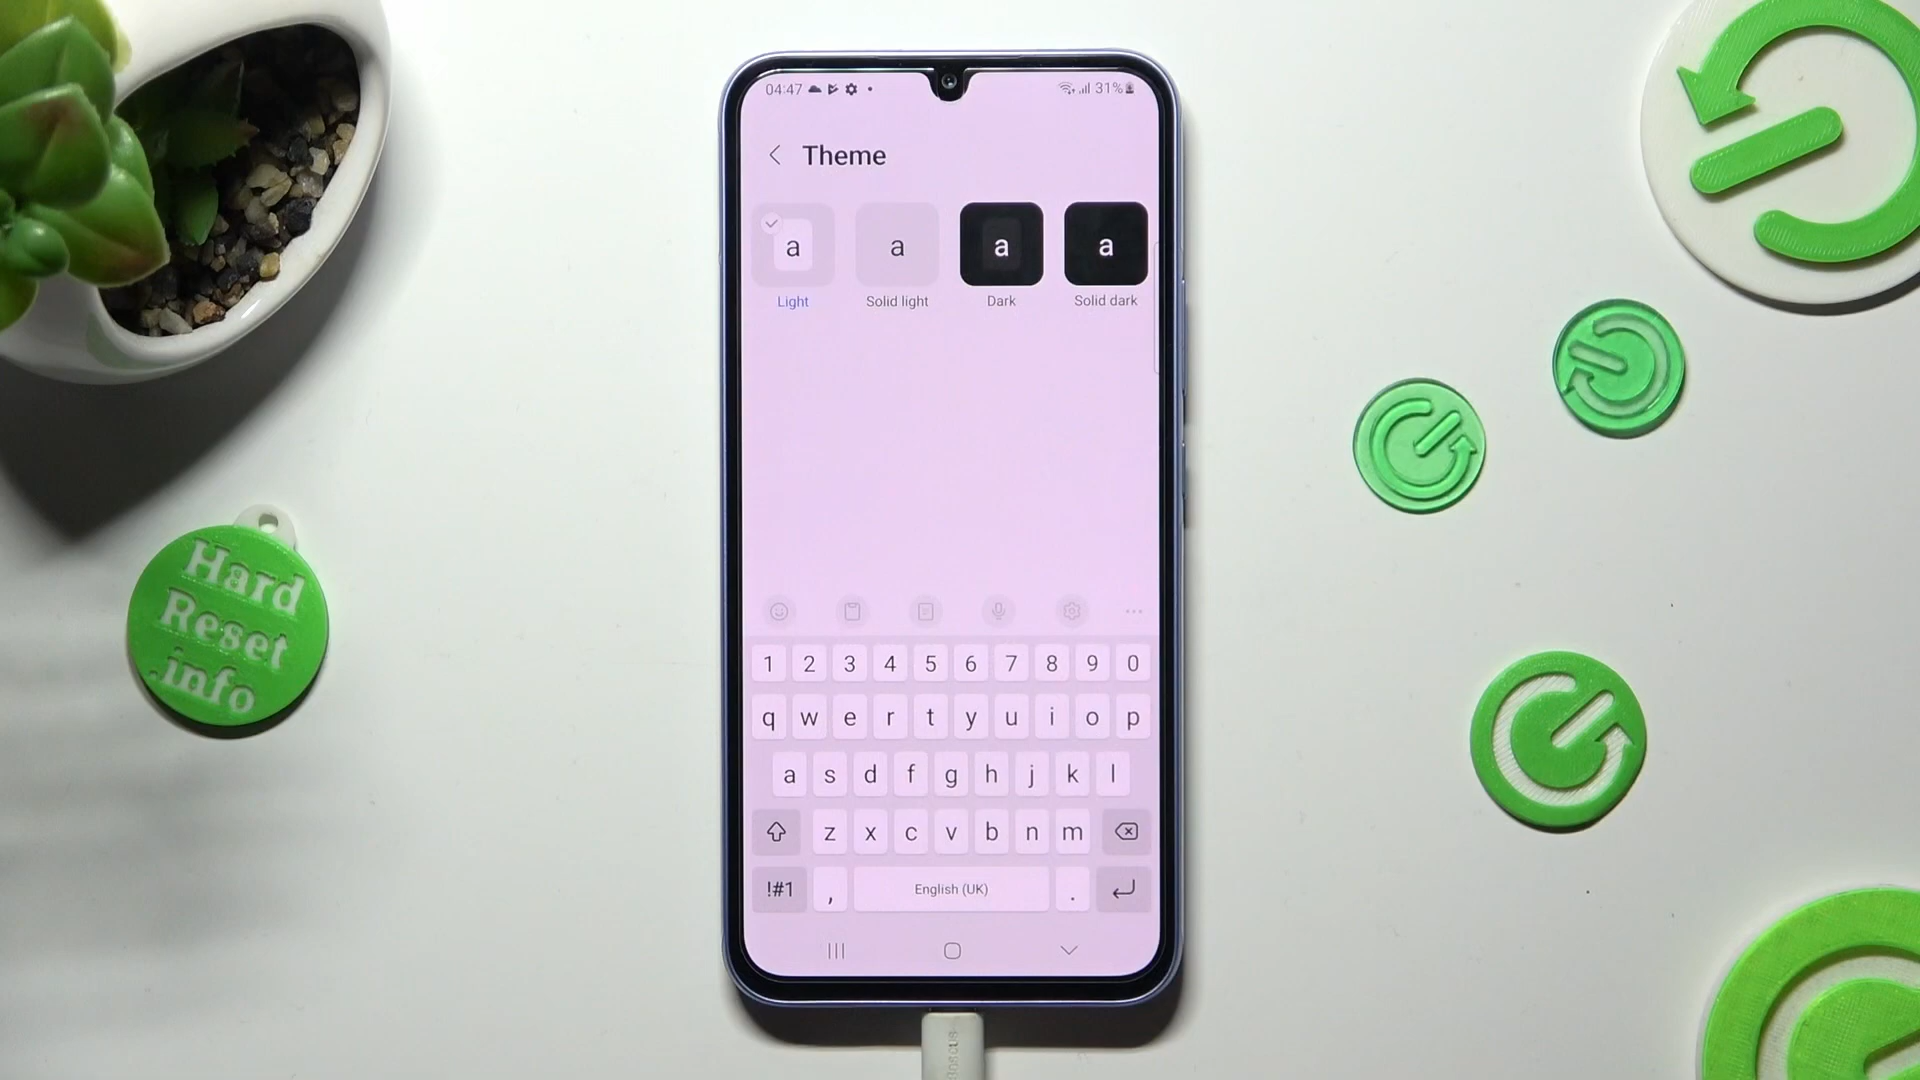 04:47
31%
Theme
a a a a
Light Solid light Dark Solid dark
1 2 3 4 5 6 7 8 9 0
q w e r t y u i o p
a s d f g h j k l
z x c v b n m
!#1 , English (UK) .
Hard
Reset
.info